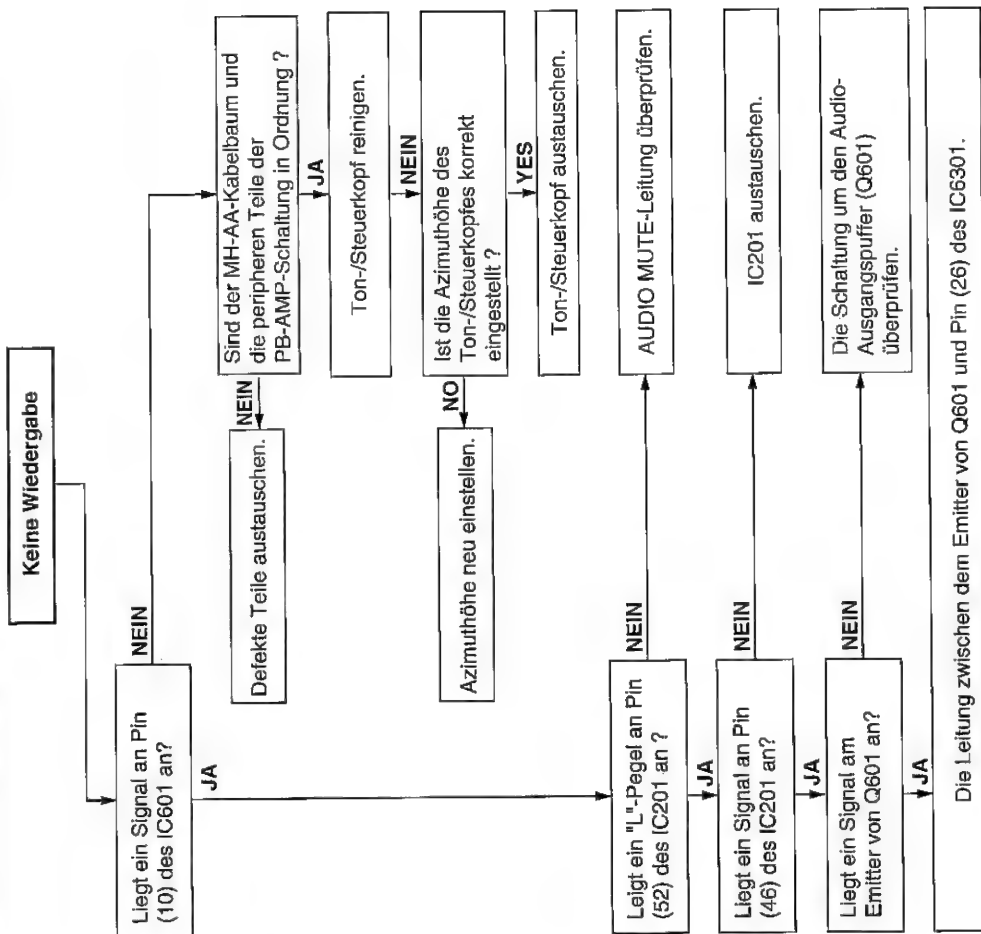 Keine Wiedergabe
Liegt ein Signal an Pin
(10) des IC601 an?
NEIN
JA
Sind der MH-AA-Kabelbaum und
die peripheren Teile der
PB-AMP-Schaltung in Ordnung ?
NEIN
Defekte Teile austauschen.
JA
Ton-/Steuerkopf reinigen.
NEIN
Ist die Azimuthöhe des
Ton-/Steuerkopfes korrekt
eingestellt ?
NO
Azimuthöhe neu einstellen.
YES
Ton-/Steuerkopf austauschen.
Leigt ein "L"-Pegel an Pin
(52) des IC201 an ?
NEIN
AUDIO MUTE-Leitung überprüfen.
JA
Liegt ein Signal an Pin
(46) des IC201 an?
NEIN
IC201 austauschen.
JA
Liegt ein Signal am
Emitter von Q601 an?
NEIN
Die Schaltung um den Audio-
Ausgangspuffer (Q601)
überprüfen.
JA
Die Leitung zwischen dem Emitter von Q601 und Pin (26) des IC6301.